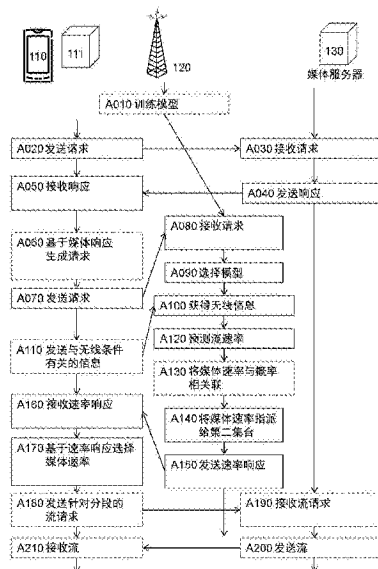 110
111
120
130
媒体服务器
A010 训练模型
A020 发送请求
A030 接收请求
A050 接收响应
A040 发送响应
A060 基于媒体响应
生成请求
A080 接收请求
A090 选择模型
A070 发送请求
A100 获得无线信息
A110 发送与无线条件
有关的信息
A120 预测流速率
A130 将媒体速率与概率
相关联
A160 接收速率响应
A140 将媒体速率指派
给第二集合
A170 基于速率响应选择
媒体速率
A150 发送速率响应
A180 发送针对分段的
流请求
A190 接收流请求
A210 接收流
A200 发送流